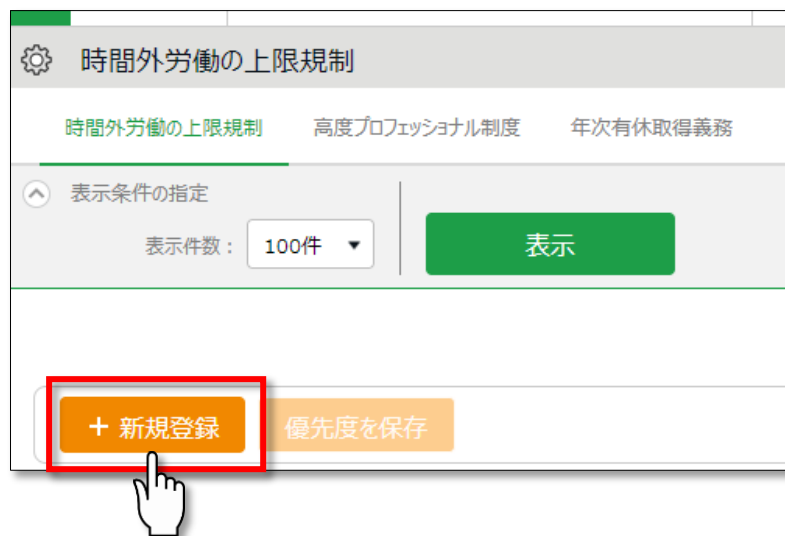 時間外労働の上限規制
時間外労働の上限規制 高度プロフェッショナル制度 年次有休取得義務
表示条件の指定
表示件数： 100件 表示
+ 新規登録 優先度を保存